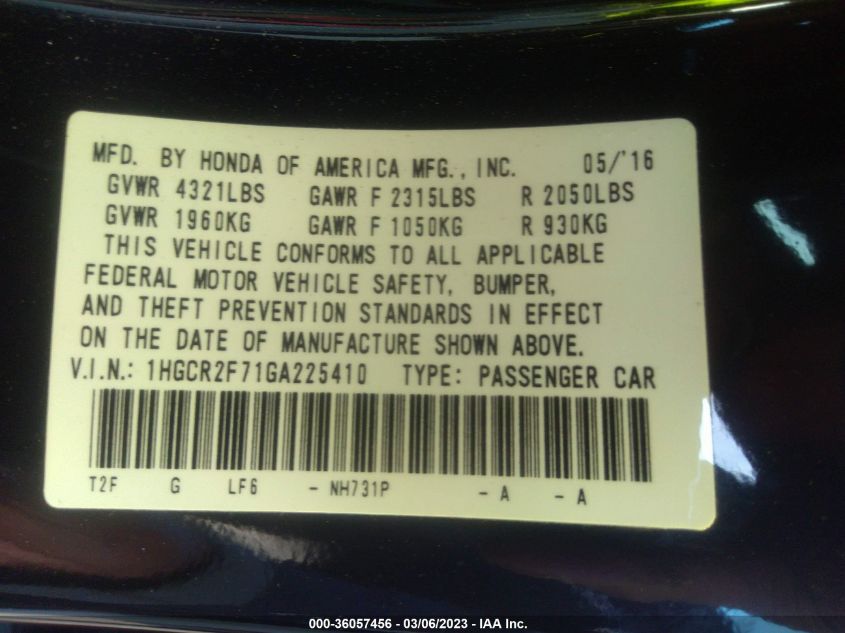 MFD. BY HONDA OF AMERICA MFG., INC. 05/'16
GVWR 4321LBS GAWR F 2315LBS R 2050LBS
GVWR 1960KG GAWR F 1050KG R 930KG
THIS VEHICLE CONFORMS TO ALL APPLICABLE
FEDERAL MOTOR VEHICLE SAFETY, BUMPER,
AND THEFT PREVENTION STANDARDS IN EFFECT
ON THE DATE OF MANUFACTURE SHOWN ABOVE.
V.I.N.: 1HGCR2F71GA225410 TYPE: PASSENGER CAR
T2F G LF6 - NH731P - A - A
000-36057456 — 03/06/2023 — IAA Inc.